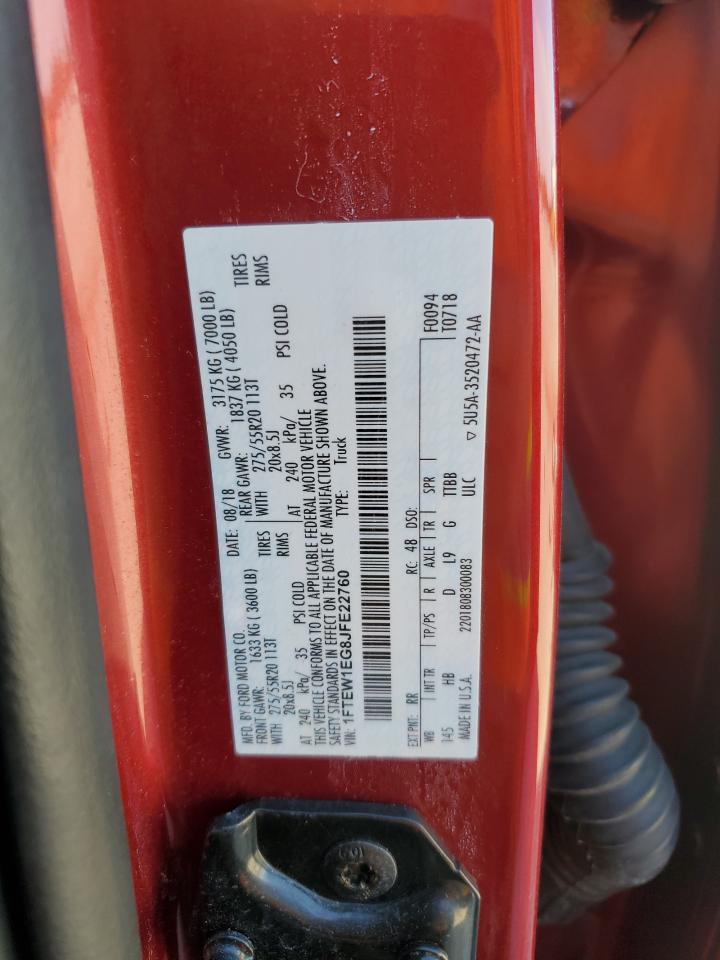 MFD. BY FORD MOTOR CO.
DATE: 08/18 GVWR: 3175 KG ( 7000 LB)
FRONT GAWR: 1633 KG ( 3600 LB) REAR GAWR: 1837 KG ( 4050 LB)
WITH 275/55R20 113T TIRES WITH 275/55R20 113T TIRES
20x8.5J RIMS 20x8.5J RIMS
AT 240 kPa/ 35 PSI COLD AT 240 kPa/ 35 PSI COLD
THIS VEHICLE CONFORMS TO ALL APPLICABLE FEDERAL MOTOR VEHICLE
SAFETY STANDARDS IN EFFECT ON THE DATE OF MANUFACTURE SHOWN ABOVE.
VIN: 1FTEW1EG8JFE22760 TYPE: Truck
EXT PNT: RR RC: 48 DSO: F0094
WB INT TR TP/PS R AXLE TR SPR T0718
145 HB D L9 G TTBB
MADE IN U.S.A. 2201808300083 ULC ▽ 5U5A-3520472-AA